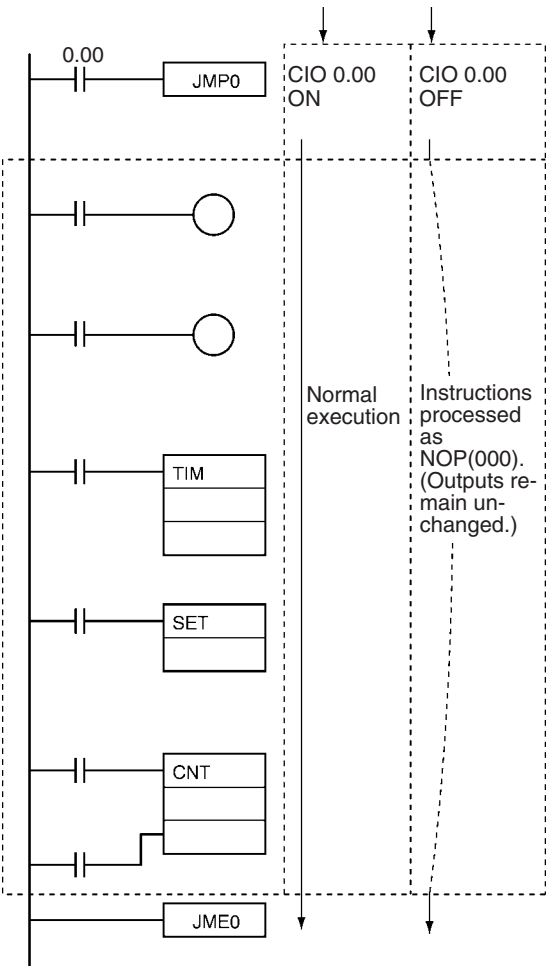 0.00
JMP0
CIO 0.00
ON
CIO 0.00
OFF
Normal
execution
Instructions
processed
as
NOP(000).
(Outputs re-
main un-
changed.)
TIM
SET
CNT
JME0